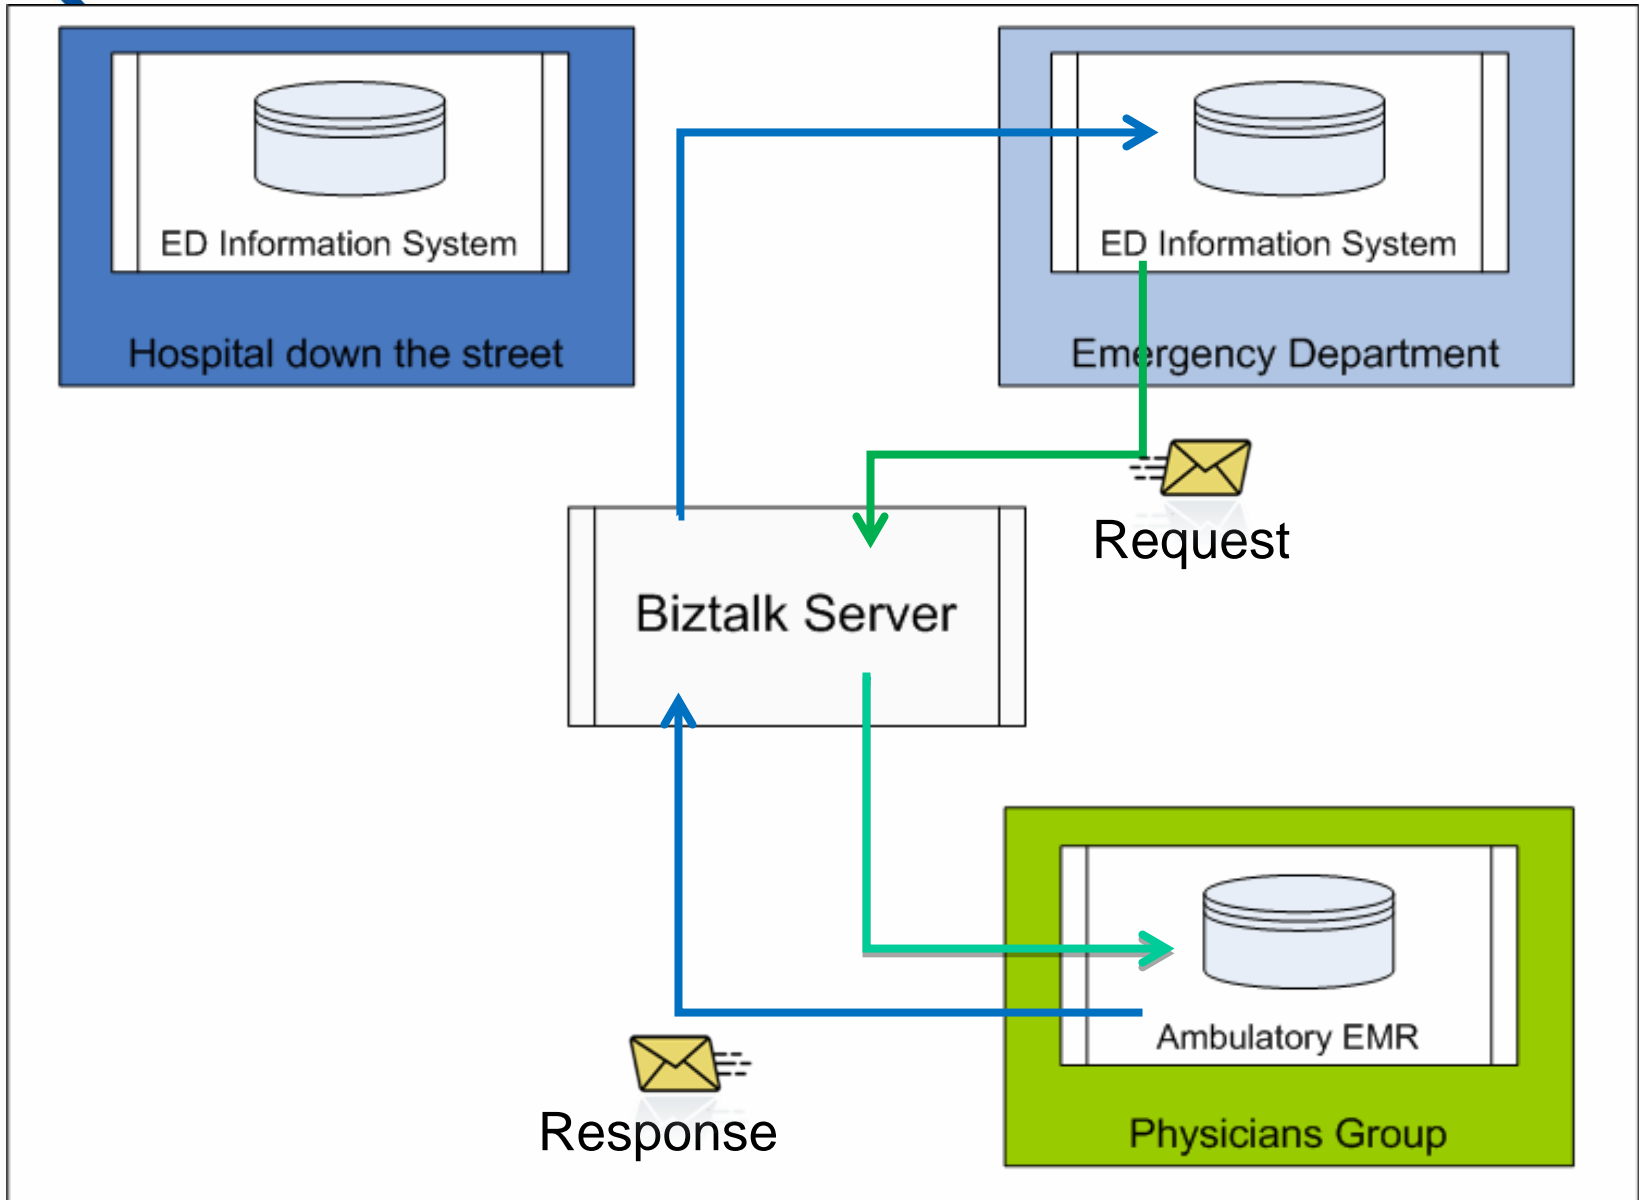 ED Information System
Hospital down the street
ED Information System
Emergency Department
Request
Biztalk Server
Ambulatory EMR
Physicians Group
Response